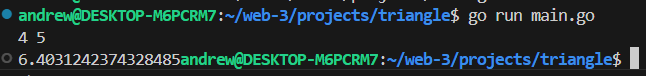 andrew@DESKTOP-M6PCRM7:~/web-3/projects/triangle$ go run main.go
4 5
6.4031242374328485andrew@DESKTOP-M6PCRM7:~/web-3/projects/triangle$